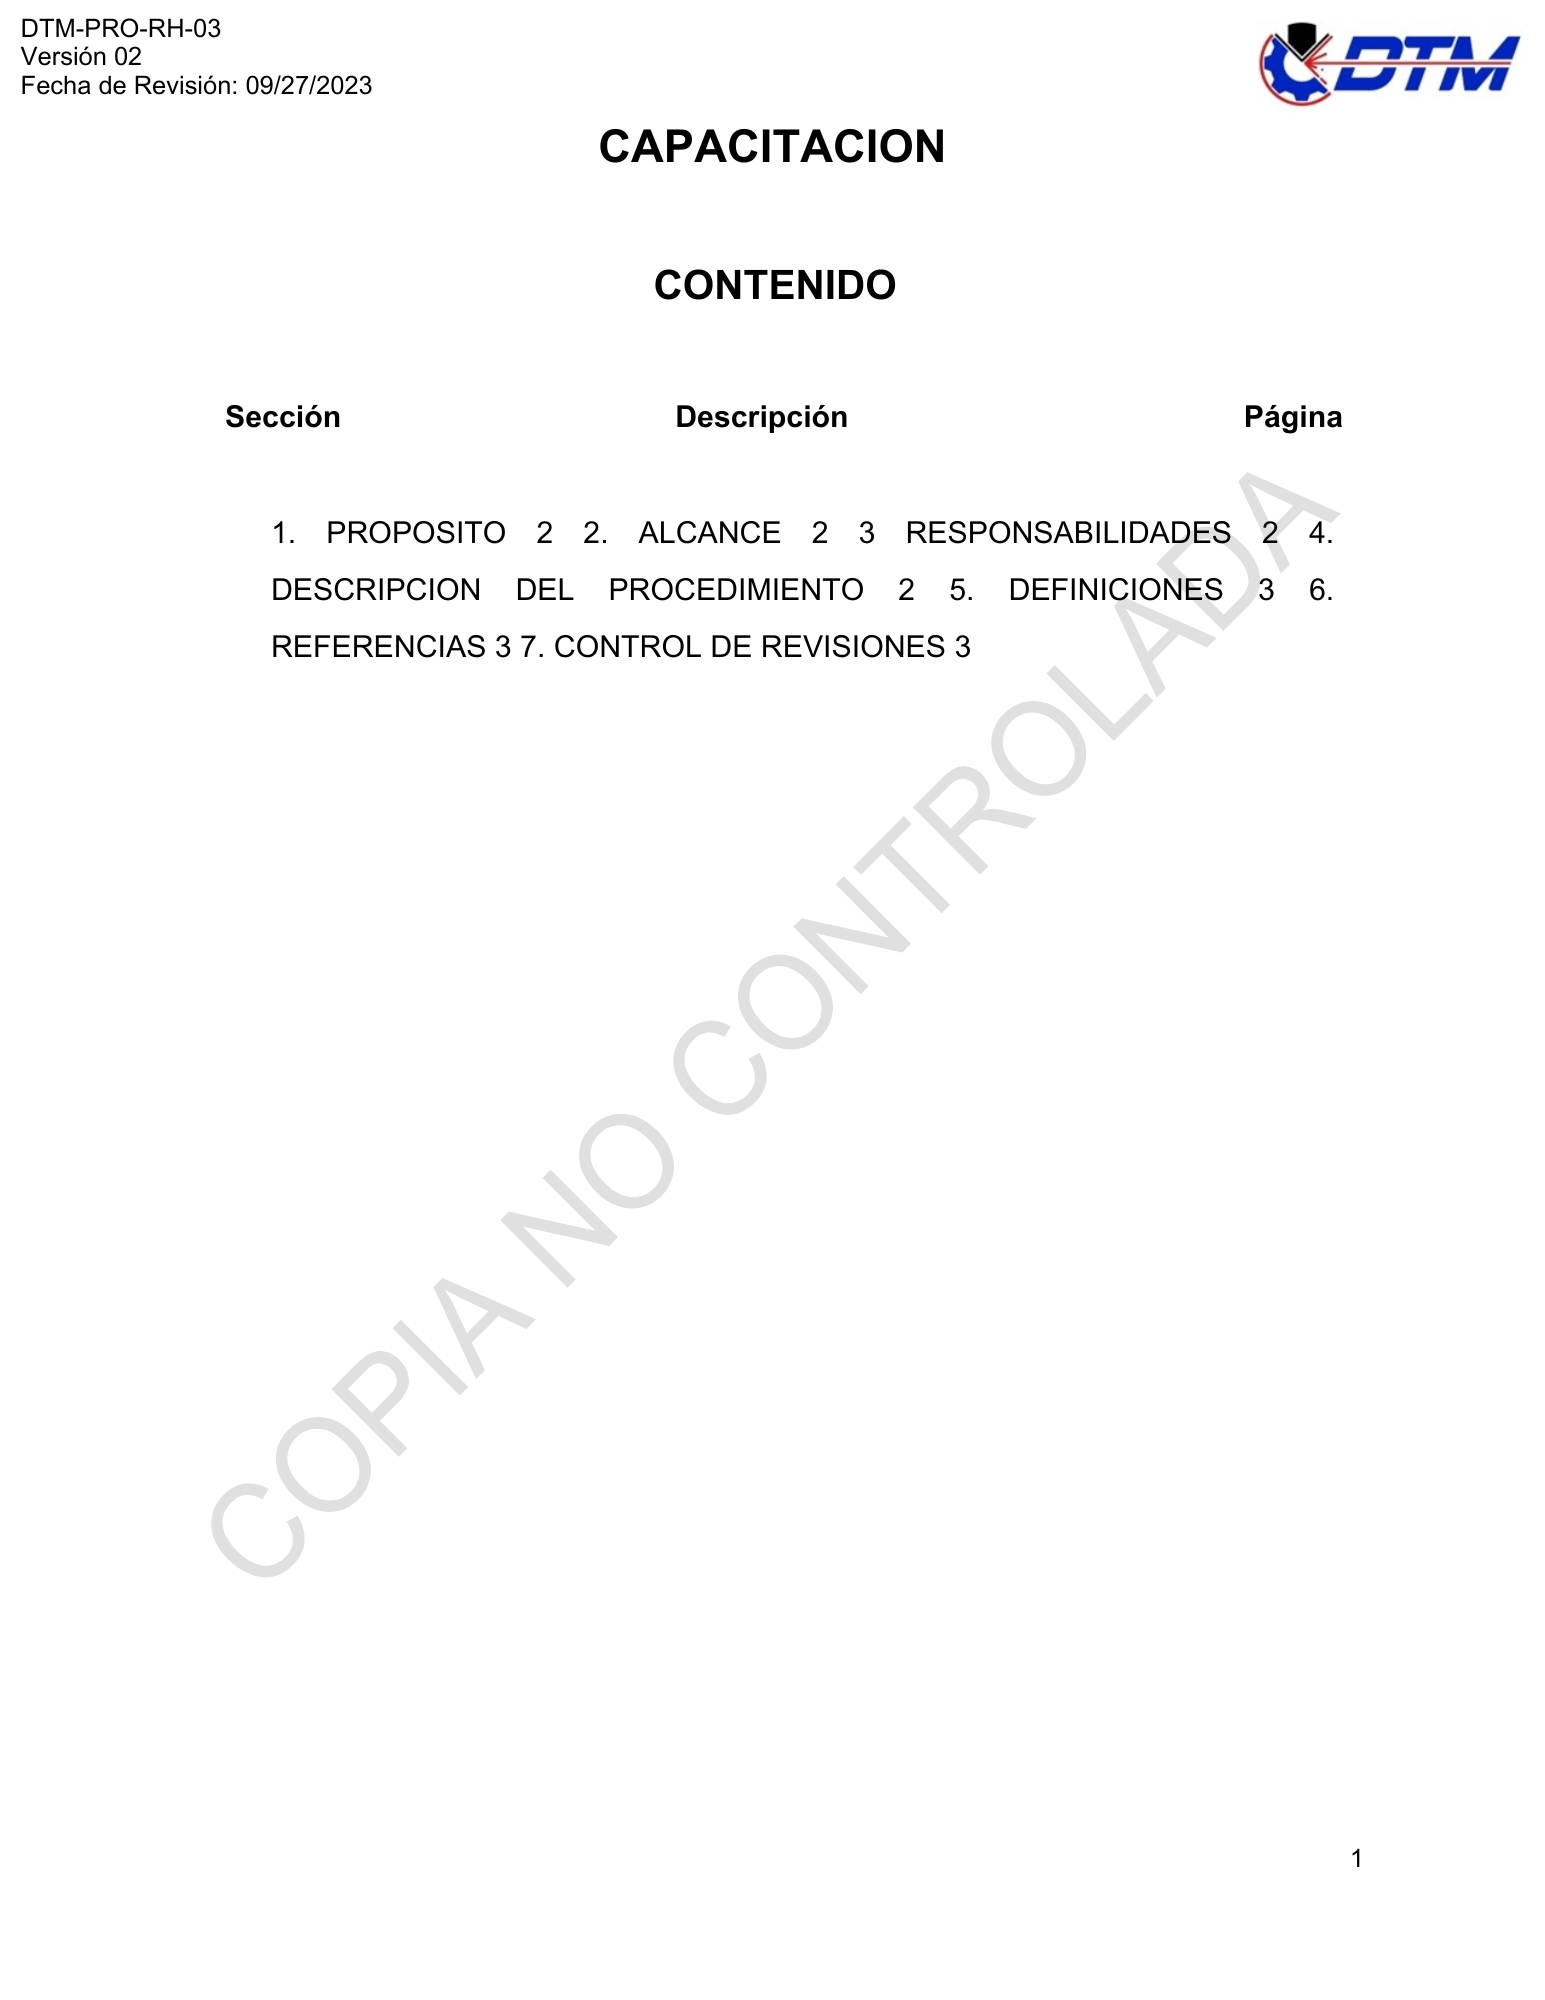 DTM-PRO-RH-03
Versión 02
Fecha de Revisión: 09/27/2023
DTM
CAPACITACION
CONTENIDO
Sección Descripción Página
1. PROPOSITO 2 2. ALCANCE 2 3 RESPONSABILIDADES 2 4.
DESCRIPCION DEL PROCEDIMIENTO 2 5. DEFINICIONES 3 6.
REFERENCIAS 3 7. CONTROL DE REVISIONES 3
COPIA NO CONTROLADA
1